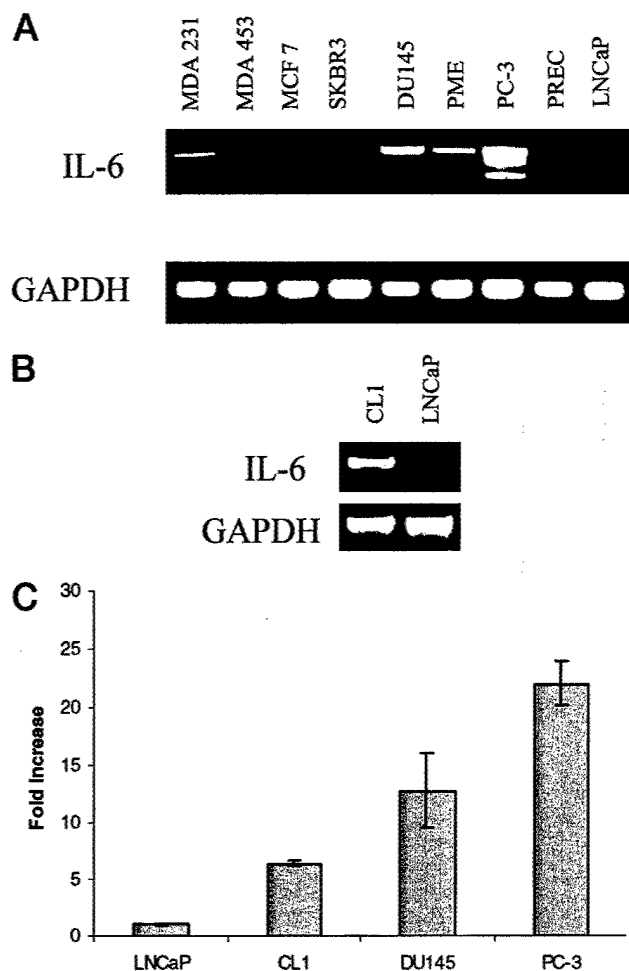 A
MDA 231 MDA 453 MCF 7 SKBR3 DU145 PME PC-3 PREC LNCaP
IL-6
GAPDH
B
CL1 LNCaP
IL-6
GAPDH
C
30
25
20
15
10
5
0
Fold Increase
LNCaP CL1 DU145 PC-3